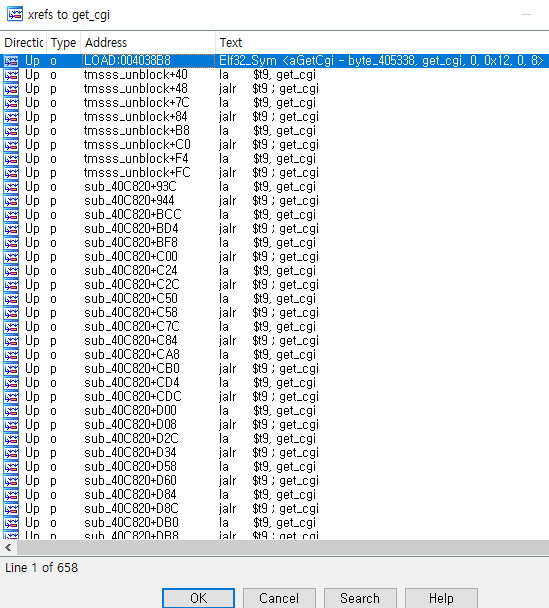 xrefs to get_cgi
Directic Type Address Text
Up o LOAD:004038B8 Elf32_Sym <aGetCgi - byte_405338, get_cgi, 0, 0x12, 0, 8>
Up o tmsss_unblock+40 la $t9, get_cgi
Up p tmsss_unblock+48 jalr $t9 ; get_cgi
Up o tmsss_unblock+7C la $t9, get_cgi
Up p tmsss_unblock+84 jalr $t9 ; get_cgi
Up o tmsss_unblock+B8 la $t9, get_cgi
Up p tmsss_unblock+C0 jalr $t9 ; get_cgi
Up o tmsss_unblock+F4 la $t9, get_cgi
Up p tmsss_unblock+FC jalr $t9 ; get_cgi
Up o sub_40C820+93C la $t9, get_cgi
Up p sub_40C820+944 jalr $t9 ; get_cgi
Up o sub_40C820+BCC la $t9, get_cgi
Up p sub_40C820+BD4 jalr $t9 ; get_cgi
Up o sub_40C820+BF8 la $t9, get_cgi
Up p sub_40C820+C00 jalr $t9 ; get_cgi
Up o sub_40C820+C24 la $t9, get_cgi
Up p sub_40C820+C2C jalr $t9 ; get_cgi
Up o sub_40C820+C50 la $t9, get_cgi
Up p sub_40C820+C58 jalr $t9 ; get_cgi
Up o sub_40C820+C7C la $t9, get_cgi
Up p sub_40C820+C84 jalr $t9 ; get_cgi
Up o sub_40C820+CA8 la $t9, get_cgi
Up p sub_40C820+CB0 jalr $t9 ; get_cgi
Up o sub_40C820+CD4 la $t9, get_cgi
Up p sub_40C820+CDC jalr $t9 ; get_cgi
Up o sub_40C820+D00 la $t9, get_cgi
Up p sub_40C820+D08 jalr $t9 ; get_cgi
Up o sub_40C820+D2C la $t9, get_cgi
Up p sub_40C820+D34 jalr $t9 ; get_cgi
Up o sub_40C820+D58 la $t9, get_cgi
Up p sub_40C820+D60 jalr $t9 ; get_cgi
Up o sub_40C820+D84 la $t9, get_cgi
Up p sub_40C820+D8C jalr $t9 ; get_cgi
Up o sub_40C820+DB0 la $t9, get_cgi
Up p sub_40C820+DB8 jalr $t9 ; get_cgi
Line 1 of 658
OK Cancel Search Help